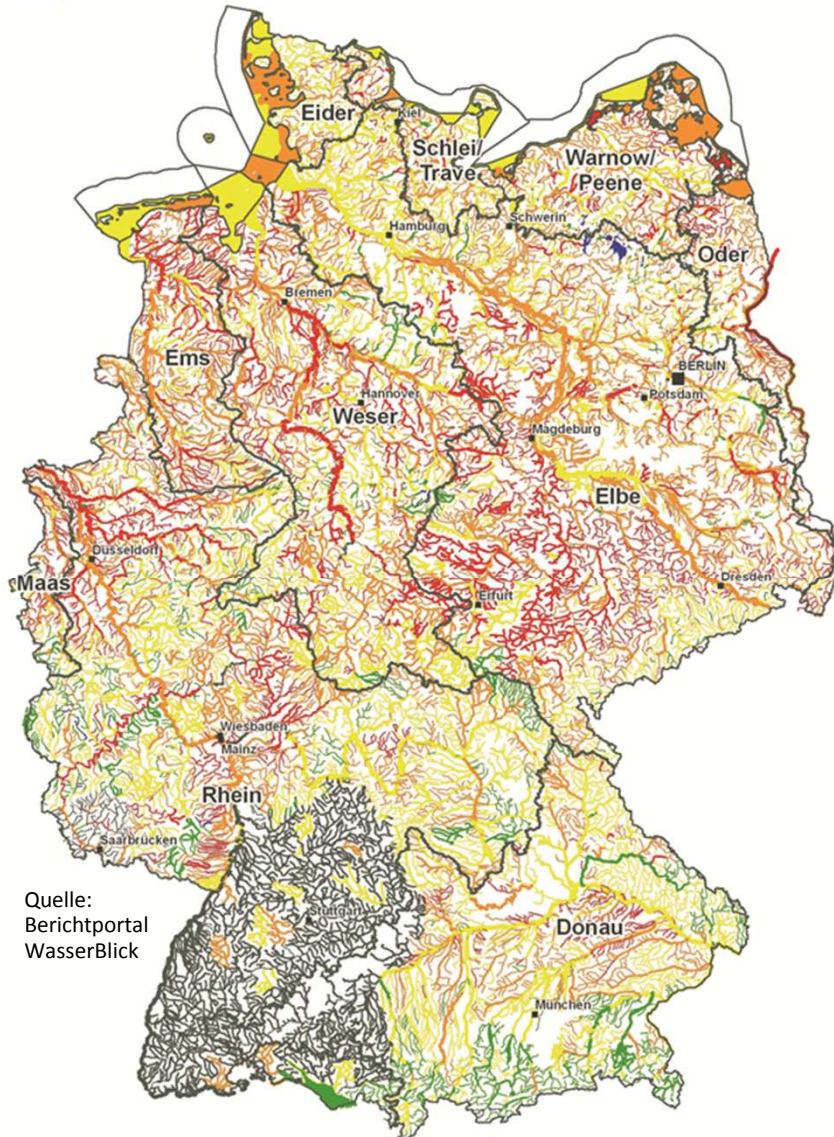 Eider
Kiel
Schlei/
Trave
Warnow/
Peene
Schwerin
Hamburg
Oder
Bremen
Ems
BERLIN
Hannover
Potsdam
Weser
Magdeburg
Elbe
Düsseldorf
Maas
Dresden
Erfurt
Wiesbaden
Mainz
Rhein
Saarbrücken
Quelle:
Berichtportal
WasserBlick
Stuttgart
Donau
München